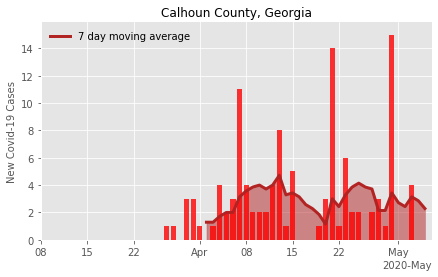 Calhoun County, Georgia
7 day moving average
New Covid-19 Cases
14
12
10
8
6
4
2
0
08 15 22 Apr 08 15 22 May
2020-May